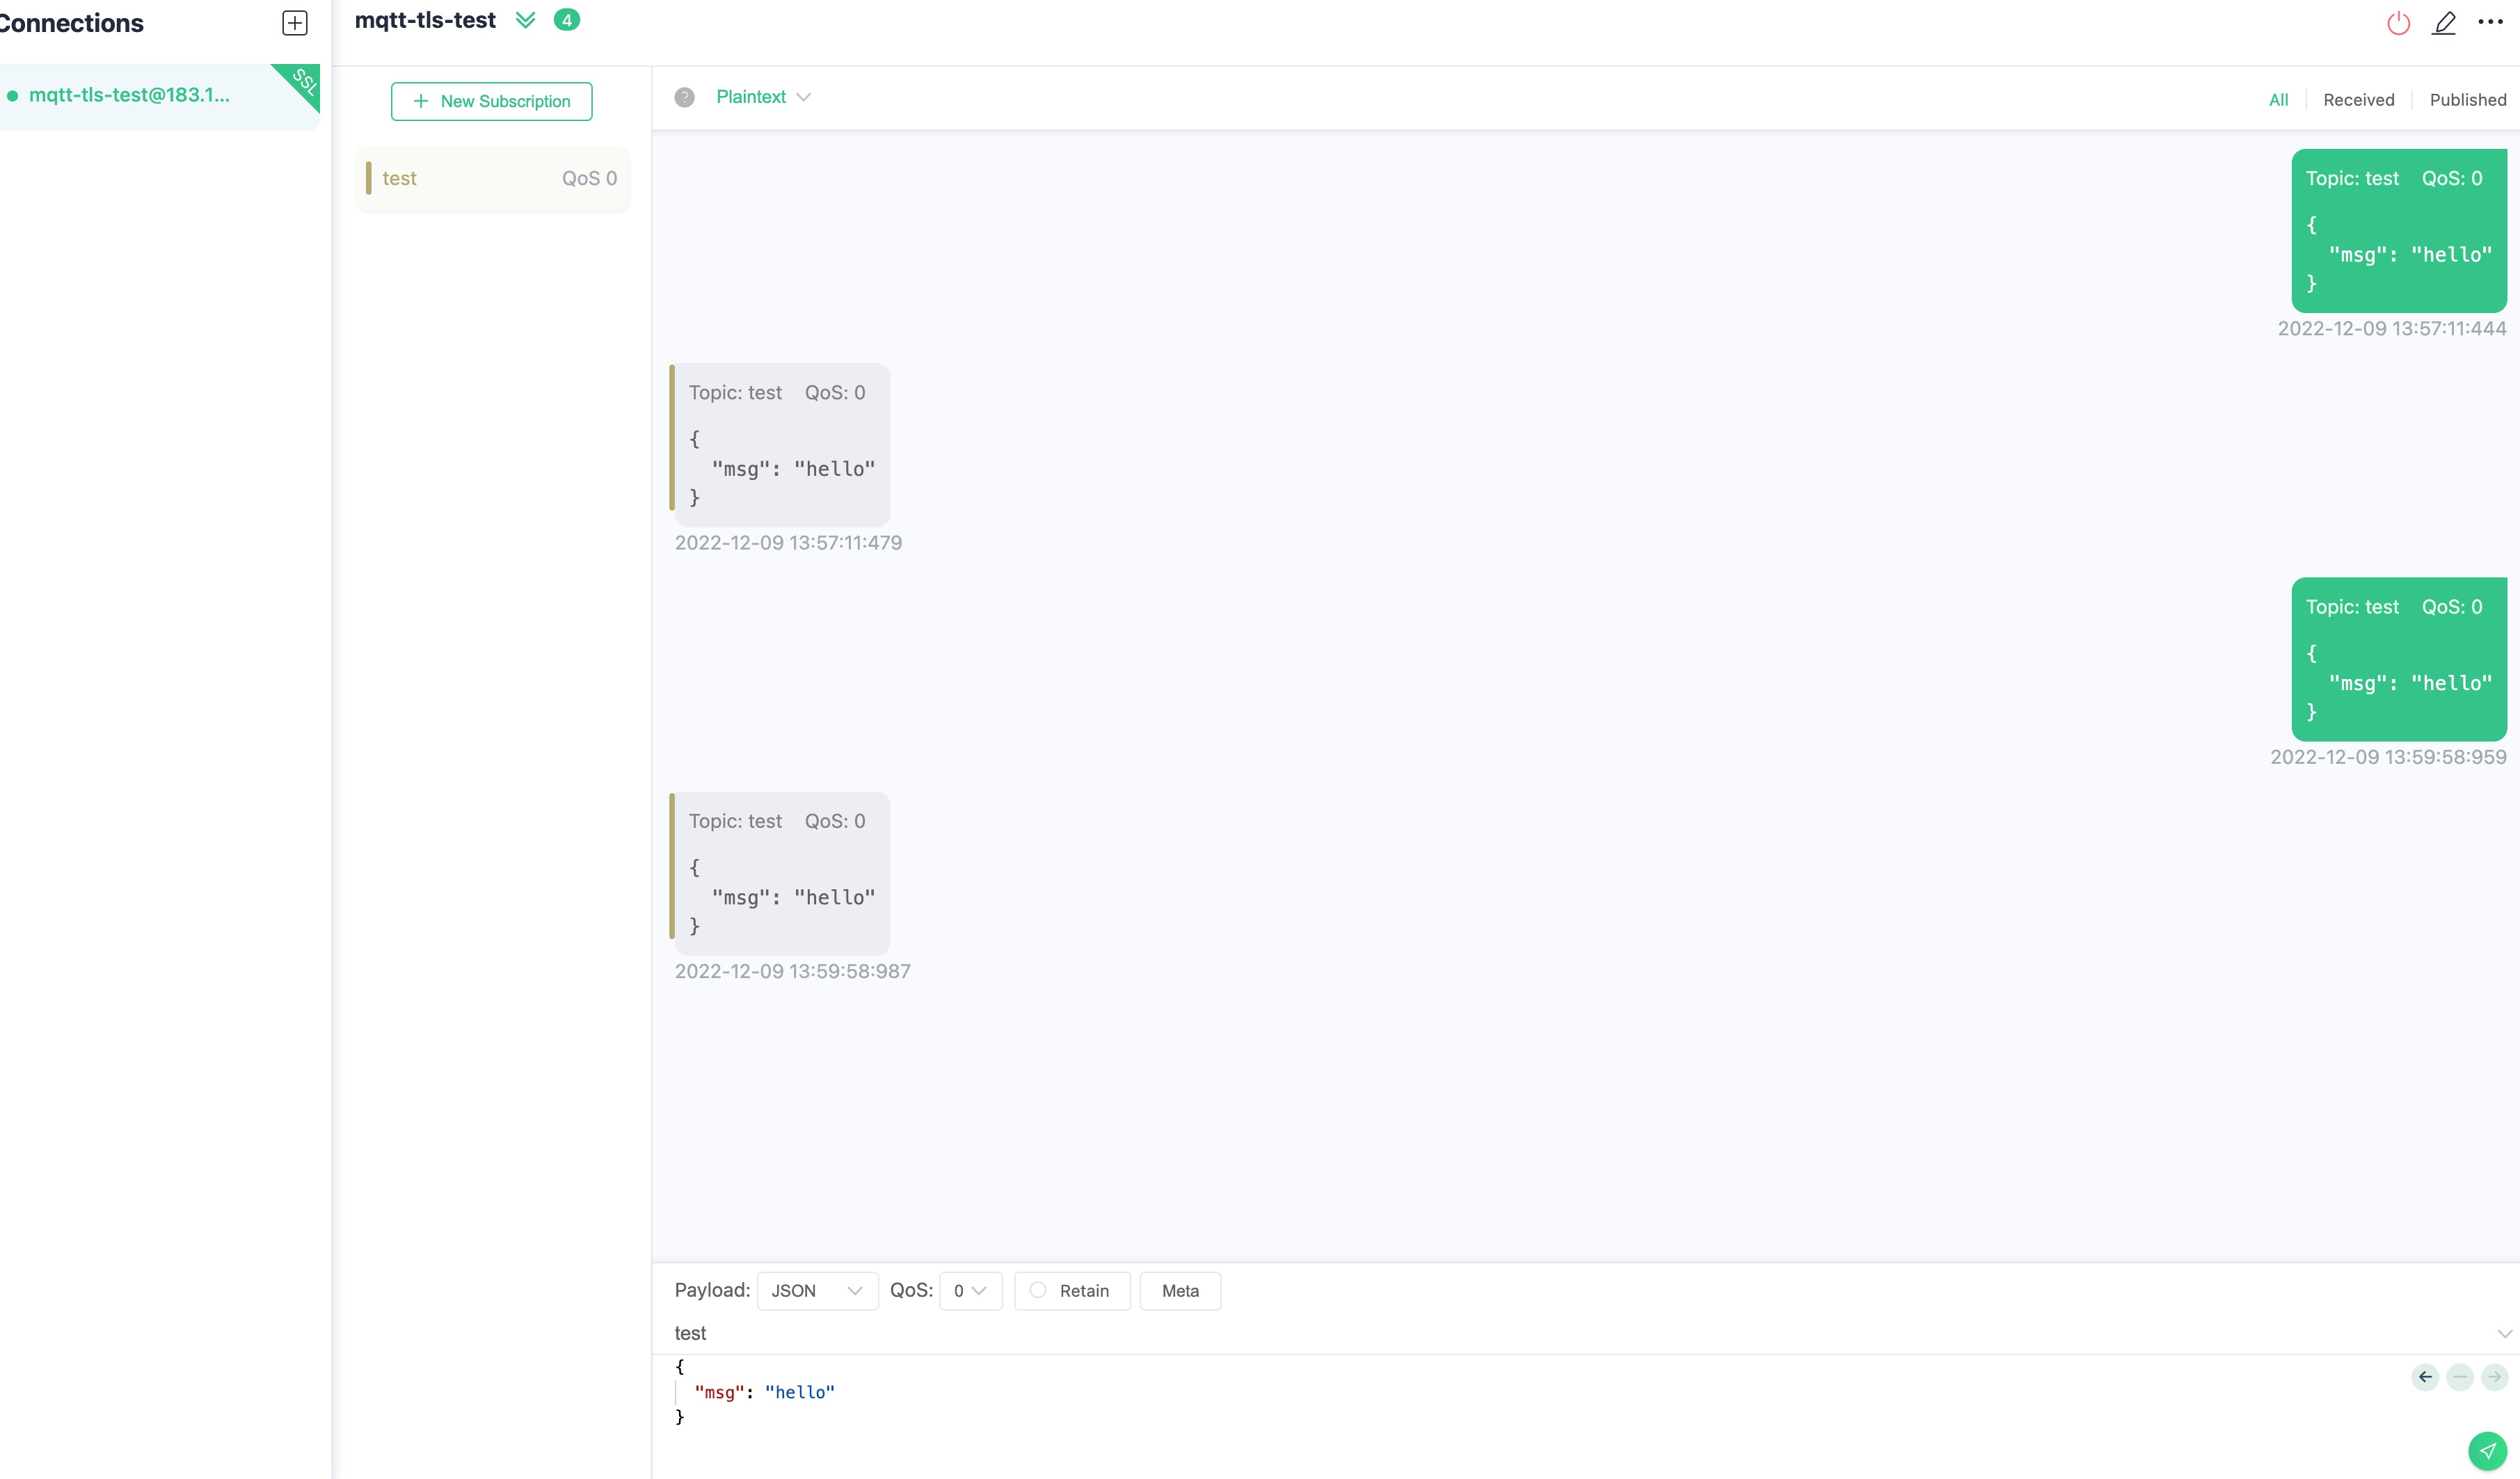 Connections
mqtt-tls-test@183.1...
SSL
mqtt-tls-test 4
New Subscription
test QoS 0
Plaintext
All Received Published
Topic: test QoS: 0
{
"msg": "hello"
}
2022-12-09 13:57:11:444
Topic: test QoS: 0
{
"msg": "hello"
}
2022-12-09 13:57:11:479
Topic: test QoS: 0
{
"msg": "hello"
}
2022-12-09 13:59:58:959
Topic: test QoS: 0
{
"msg": "hello"
}
2022-12-09 13:59:58:987
Payload: JSON QoS: 0 Retain Meta
test
{
"msg": "hello"
}